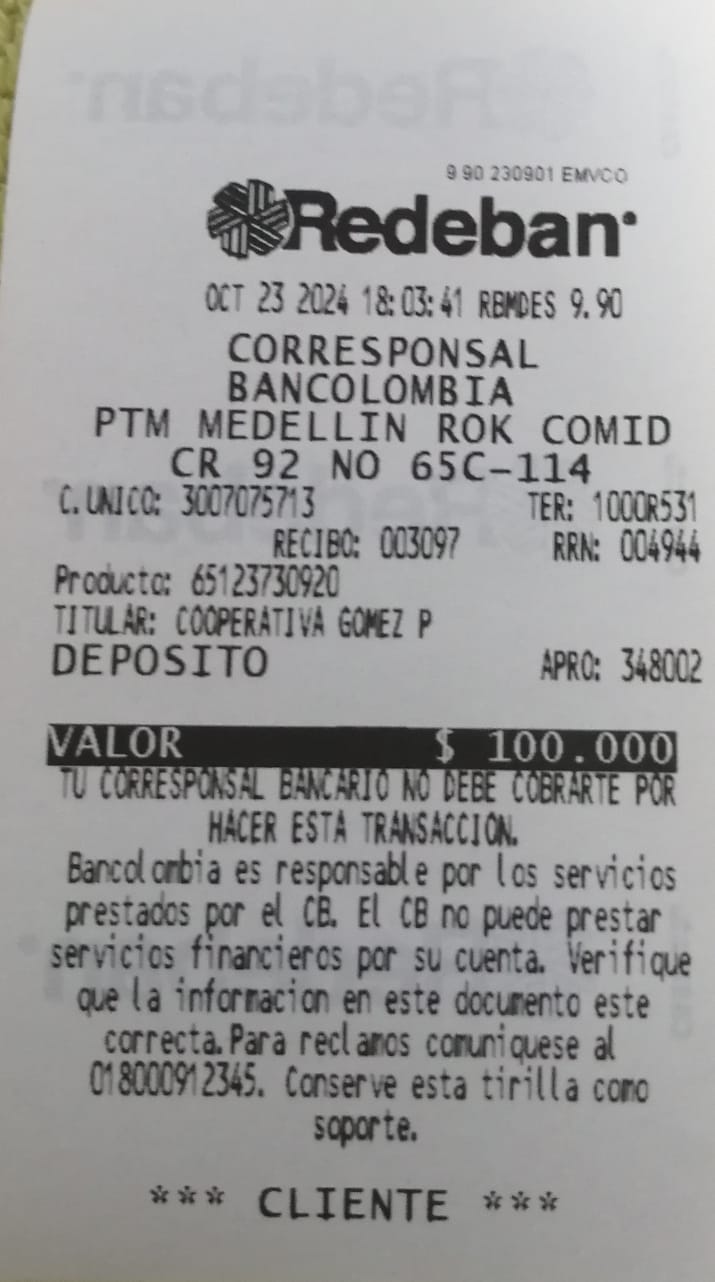 9 90 230901 EMVCO
Redeban
OCT 23 2024 18:03:41 RBMDES 9.90
CORRESPONSAL
BANCOLOMBIA
PTM MEDELLIN ROK COMID
CR 92 NO 65C-114
C. UNICO: 3007075713 TER: 1000R531
RECIBO: 003097 RRN: 004944
Producto: 65123730920
TITULAR: COOPERATIVA GOMEZ P
DEPOSITO APRO: 348002
VALOR $ 100.000
TU CORRESPONSAL BANCARIO NO DEBE COBRARTE POR
HACER ESTA TRANSACCION.
Bancolombia es responsable por los servicios
prestados por el CB. El CB no puede prestar
servicios financieros por su cuenta. Verifique
que la informacion en este documento este
correcta.Para reclamos comuniquese al
018000912345. Conserve esta tirilla como
soporte.
*** CLIENTE ***